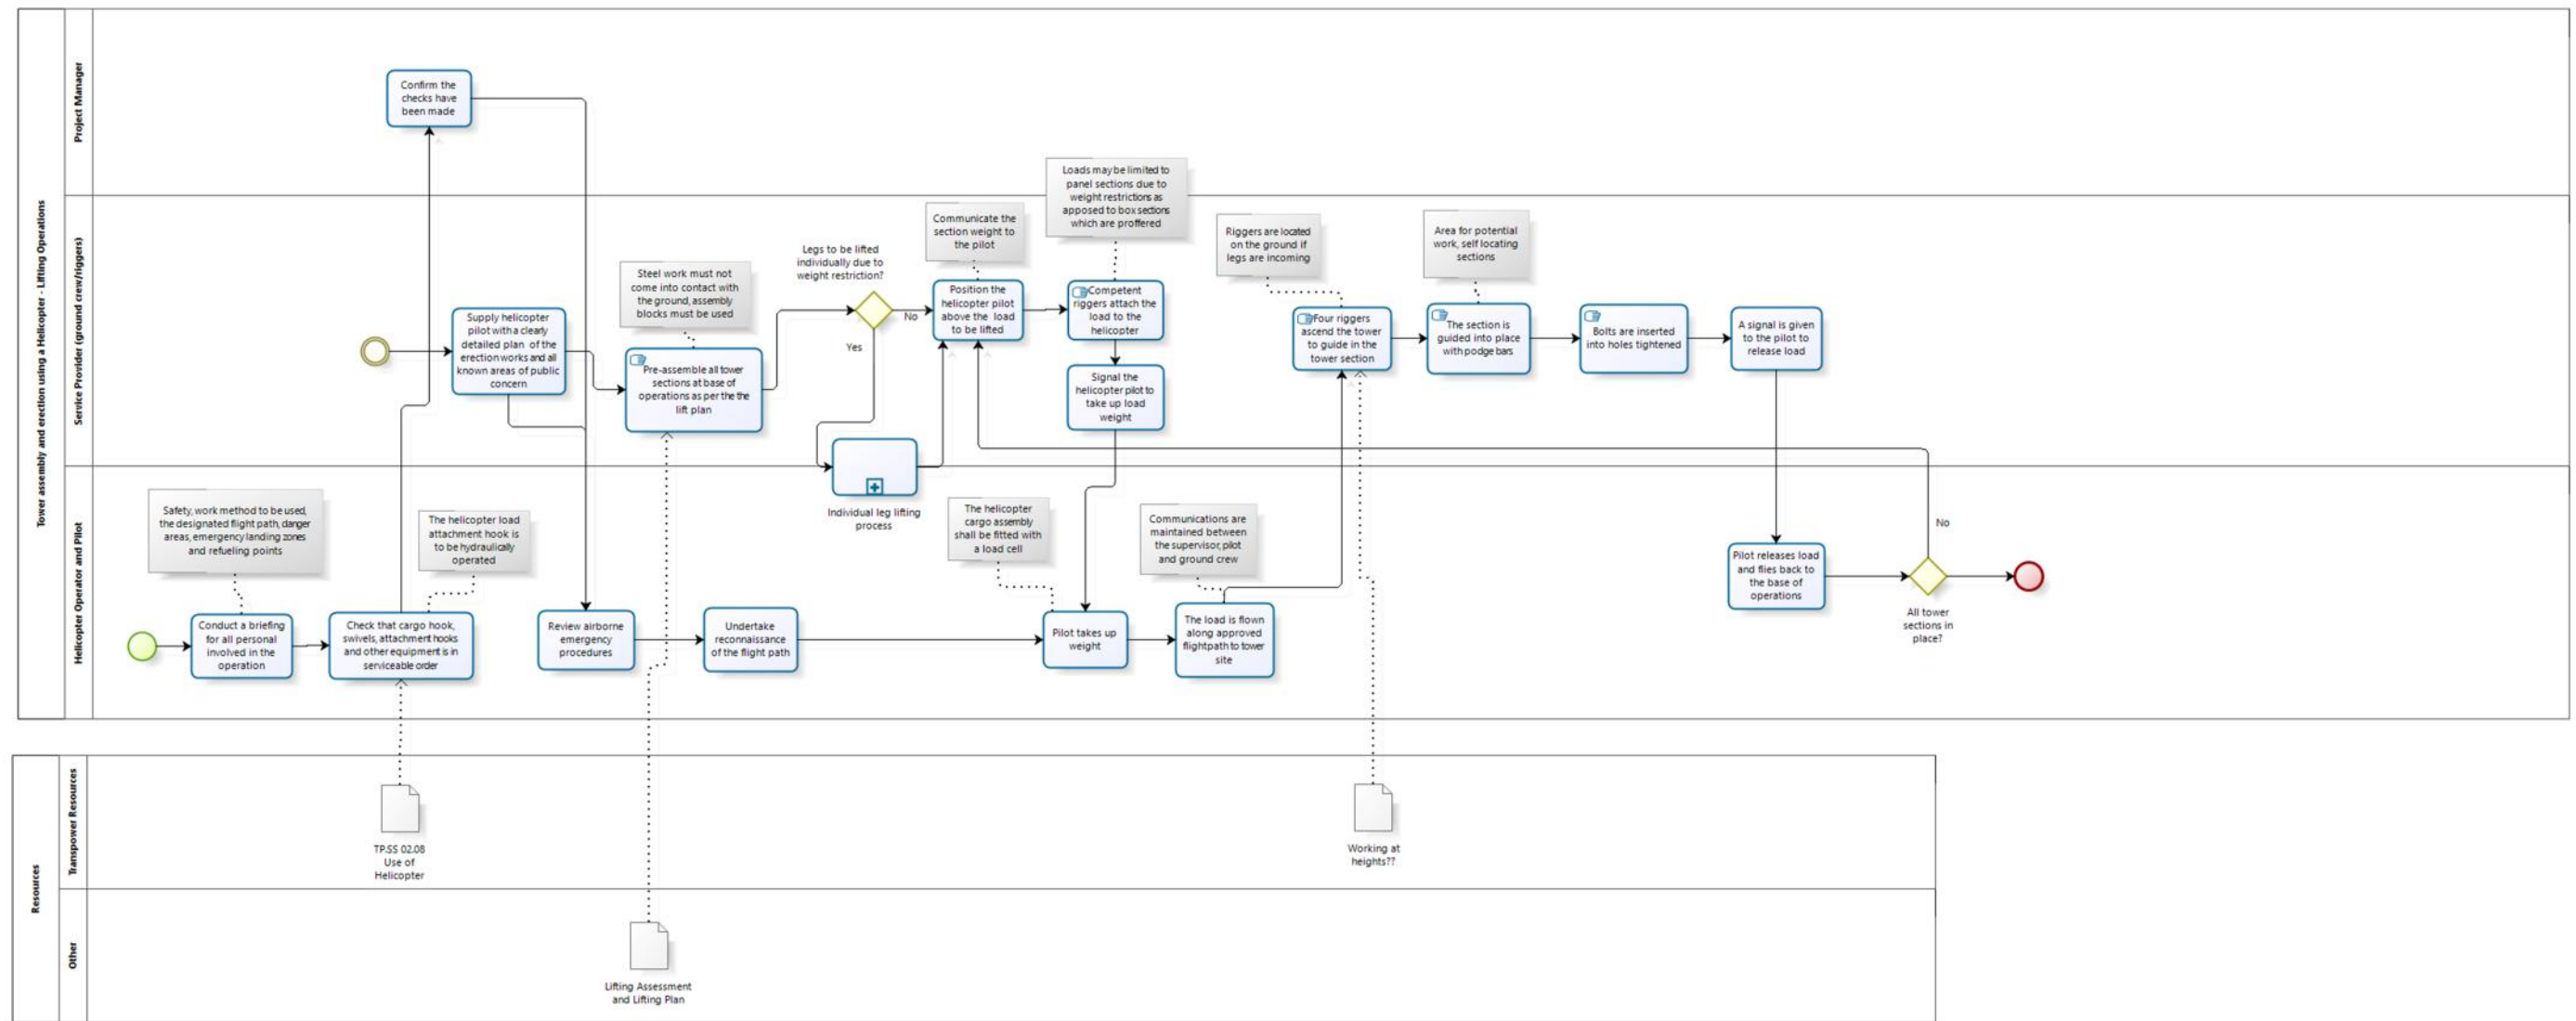 Tower assembly and erection using a Helicopter - Lifting Operations
Project Manager
Confirm the
checks have
been made
Service Provider (ground crew/riggers)
Supply helicopter
pilot with a clearly
detailed plan of the
erection works and all
known areas of public
concern
Steel work must not
come into contact with
the ground, assembly
blocks must be used
Pre-assemble all tower
sections at base of
operations as per the the
lift plan
Legs to be lifted
individually due to
weight restriction?
No
Yes
Communicate the
section weight to
the pilot
Position the
helicopter pilot
above the load
to be lifted
Loads may be limited to
panel sections due to
weight restrictions as
apposed to box sections
which are proffered
Competent
riggers attach the
load to the
helicopter
Signal the
helicopter pilot to
take up load
weight
Riggers are located
on the ground if
legs are incoming
Four riggers
ascend the tower
to guide in the
tower section
Area for potential
work, self locating
sections
The section is
guided into place
with podge bars
Bolts are inserted
into holes tightened
A signal is given
to the pilot to
release load
Individual leg lifting
process
Helicopter Operator and Pilot
Safety, work method to be used,
the designated flight path, danger
areas, emergency landing zones
and refueling points
Conduct a briefing
for all personal
involved in the
operation
The helicopter load
attachment hook is
to be hydraulically
operated
Check that cargo hook,
swivels, attachment hooks
and other equipment is in
serviceable order
Review airborne
emergency
procedures
Undertake
reconnaissance
of the flight path
The helicopter
cargo assembly
shall be fitted with
a load cell
Pilot takes up
weight
Communications are
maintained between
the supervisor, pilot
and ground crew
The load is flown
along approved
flightpath to tower
site
Pilot releases load
and flies back to
the base of
operations
No
All tower
sections in
place?
Resources
Transpower Resources
TP.SS 02.08
Use of
Helicopter
Working at
heights??
Other
Lifting Assessment
and Lifting Plan